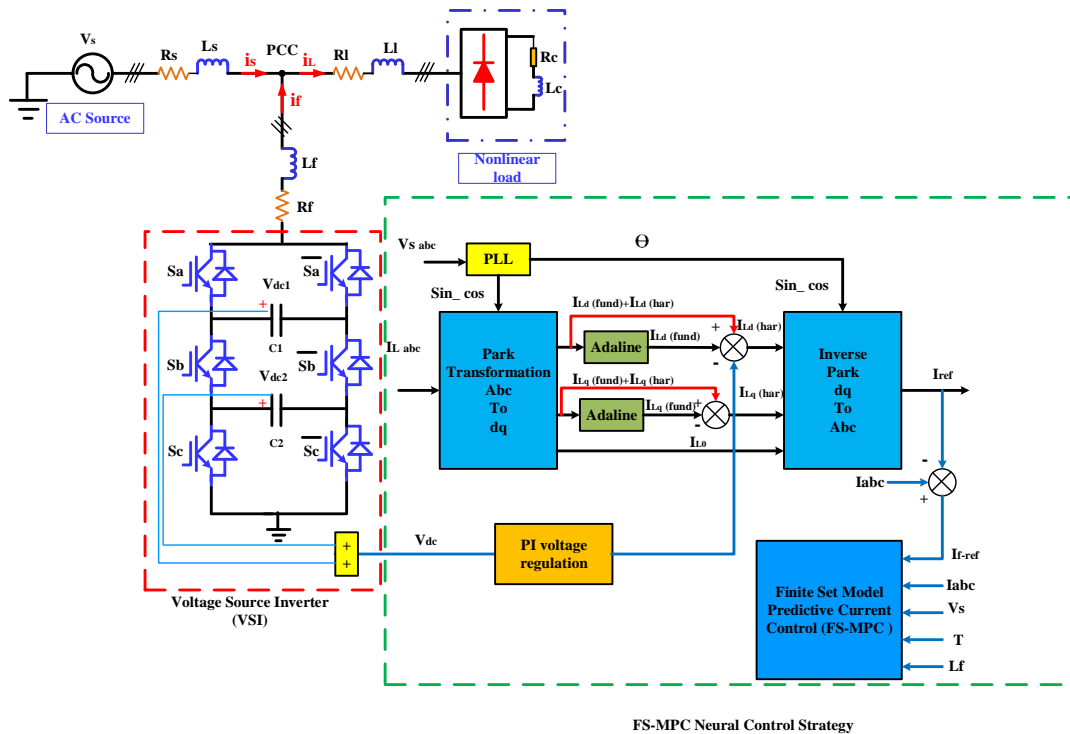 Vs
Rs
Ls
is
PCC
iL
Rl
Ll
Rc
Lc
if
AC Source
Nonlinear
load
Lf
Rf
Sa
Sa
Vdc1
+
C1
Sb
Sb
Vdc2
+
C2
Sc
Sc
+
+
Voltage Source Inverter
(VSI)
Vs abc
PLL
Θ
Sin_ cos
Sin_ cos
IL abc
Park
Transformation
Abc
To
dq
ILd (fund)+ILd (har)
Adaline
ILd (fund)
+
-
ILd (har)
ILq (fund)+ILq (har)
Adaline
ILq (fund)
+
-
ILq (har)
IL0
Inverse
Park
dq
To
Abc
Iref
-
Iabc
+
Vdc
PI voltage
regulation
If-ref
Finite Set Model
Predictive Current
Control (FS-MPC )
Iabc
Vs
T
Lf
FS-MPC Neural Control Strategy